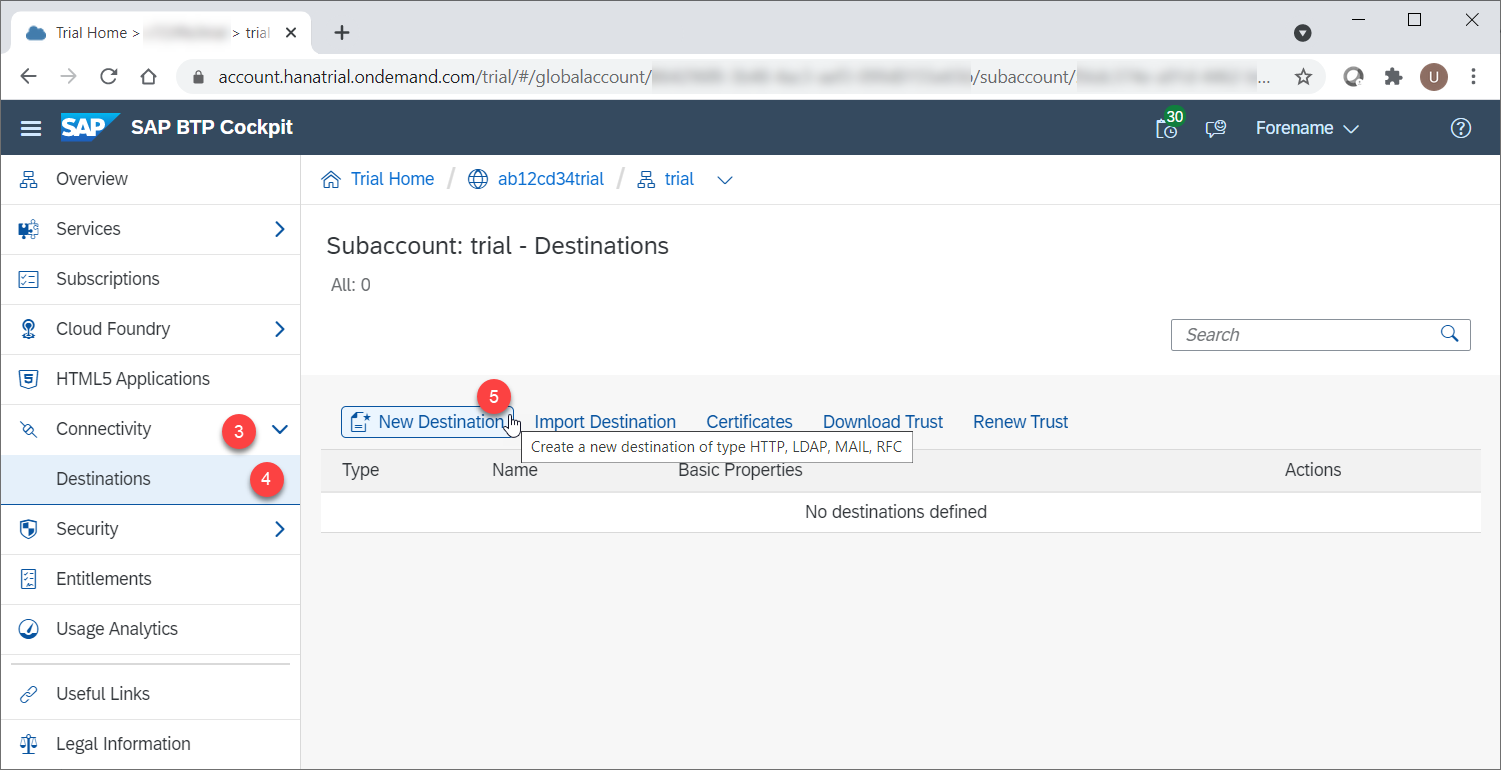 Trial Home > > trial
account.hanatrial.ondemand.com/trial/#/globalaccount/ /subaccount/ ...
U
SAP SAP BTP Cockpit
30
Forename
Overview
Trial Home / ab12cd34trial / trial
Services
Subaccount: trial - Destinations
Subscriptions
All: 0
Cloud Foundry
Search
HTML5 Applications
5
New Destination Import Destination Certificates Download Trust Renew Trust
Connectivity 3
Create a new destination of type HTTP, LDAP, MAIL, RFC
Type Name Basic Properties Actions
Destinations 4
No destinations defined
Security
Entitlements
Usage Analytics
Useful Links
Legal Information